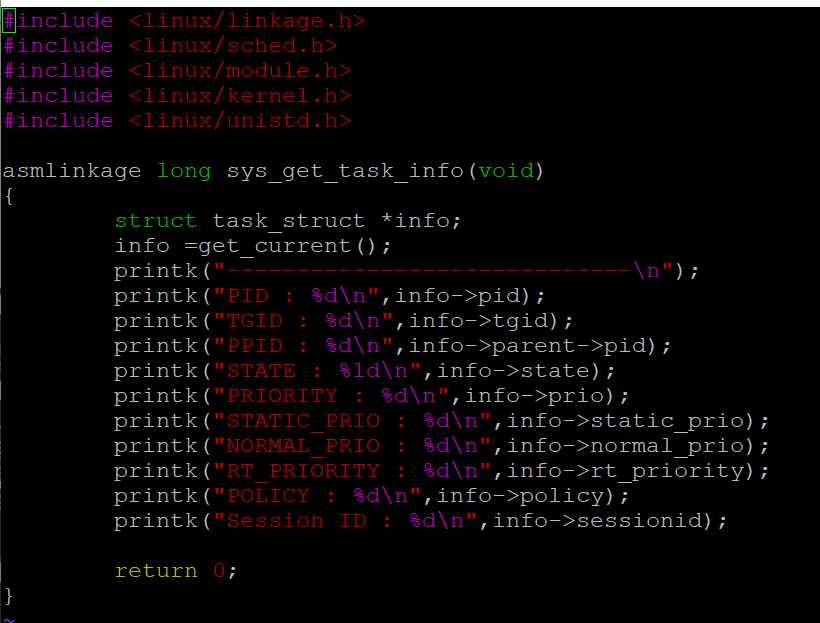 #include <linux/linkage.h>
#include <linux/sched.h>
#include <linux/module.h>
#include <linux/kernel.h>
#include <linux/unistd.h>

asmlinkage long sys_get_task_info(void)
{
        struct task_struct *info;
        info =get_current();
        printk("-----------------------------\n");
        printk("PID : %d\n",info->pid);
        printk("TGID : %d\n",info->tgid);
        printk("PPID : %d\n",info->parent->pid);
        printk("STATE : %ld\n",info->state);
        printk("PRIORITY : %d\n",info->prio);
        printk("STATIC_PRIO : %d\n",info->static_prio);
        printk("NORMAL_PRIO : %d\n",info->normal_prio);
        printk("RT_PRIORITY : %d\n",info->rt_priority);
        printk("POLICY : %d\n",info->policy);
        printk("Session ID : %d\n",info->sessionid);

        return 0;
}
~